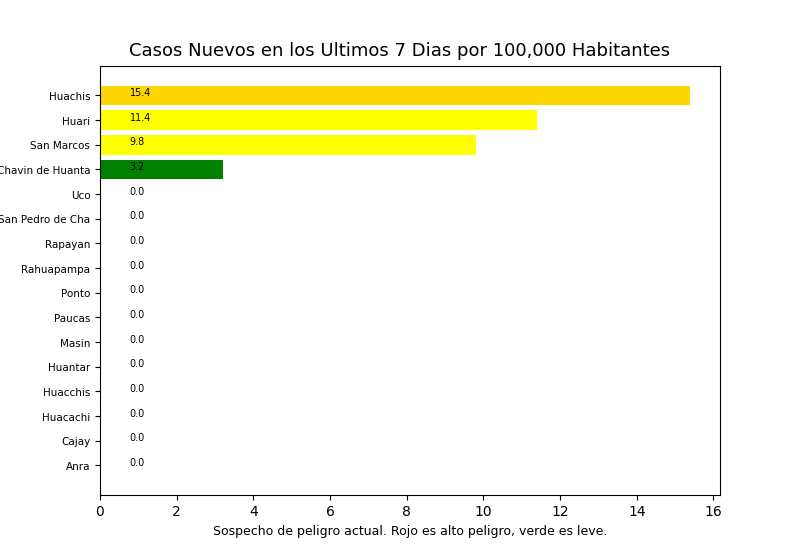 Casos Nuevos en los Ultimos 7 Dias por 100,000 Habitantes
Huachis 15.4
Huari 11.4
San Marcos 9.8
Chavin de Huanta 3.2
Uco 0.0
San Pedro de Cha 0.0
Rapayan 0.0
Rahuapampa 0.0
Ponto 0.0
Paucas 0.0
Masin 0.0
Huantar 0.0
Huacchis 0.0
Huacachi 0.0
Cajay 0.0
Anra 0.0
0 2 4 6 8 10 12 14 16
Sospecho de peligro actual. Rojo es alto peligro, verde es leve.